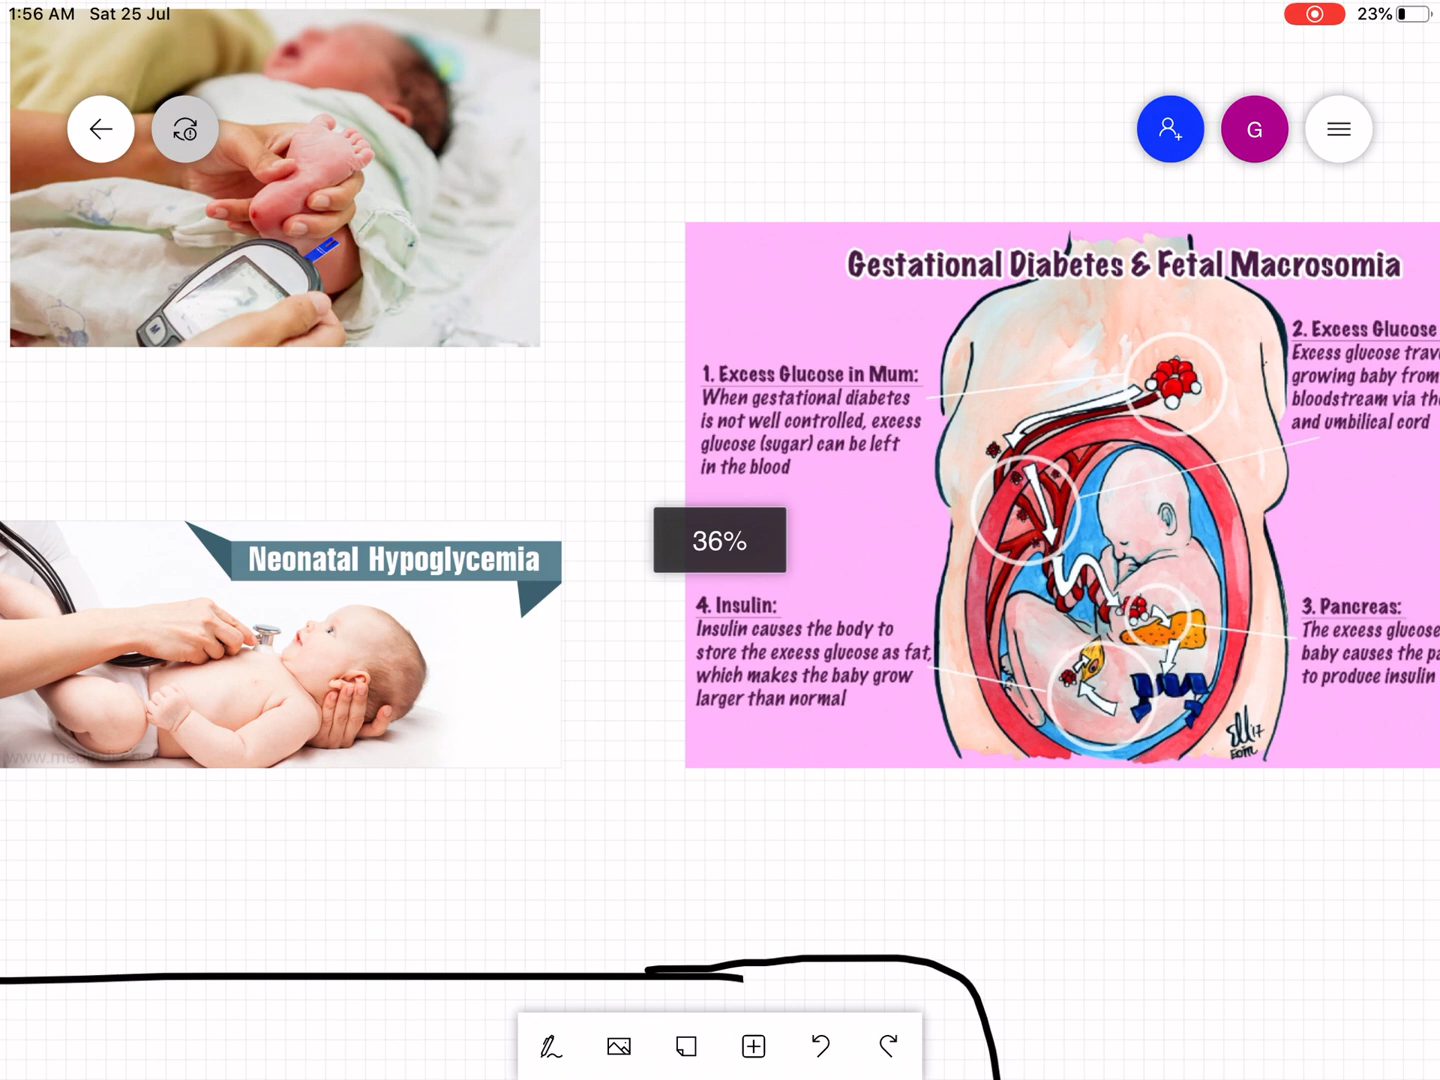 1:56 AM Sat 25 Jul
23%
G
Gestational Diabetes & Fetal Macrosomia
1. Excess Glucose in Mum:
When gestational diabetes
is not well controlled, excess
glucose (sugar) can be left
in the blood
2. Excess Glucose
Excess glucose trav
growing baby from
bloodstream via th
and umbilical cord
36%
Neonatal Hypoglycemia
4. Insulin:
Insulin causes the body to
store the excess glucose as fat,
which makes the baby grow
larger than normal
3. Pancreas:
The excess glucose
baby causes the pa
to produce insulin
M